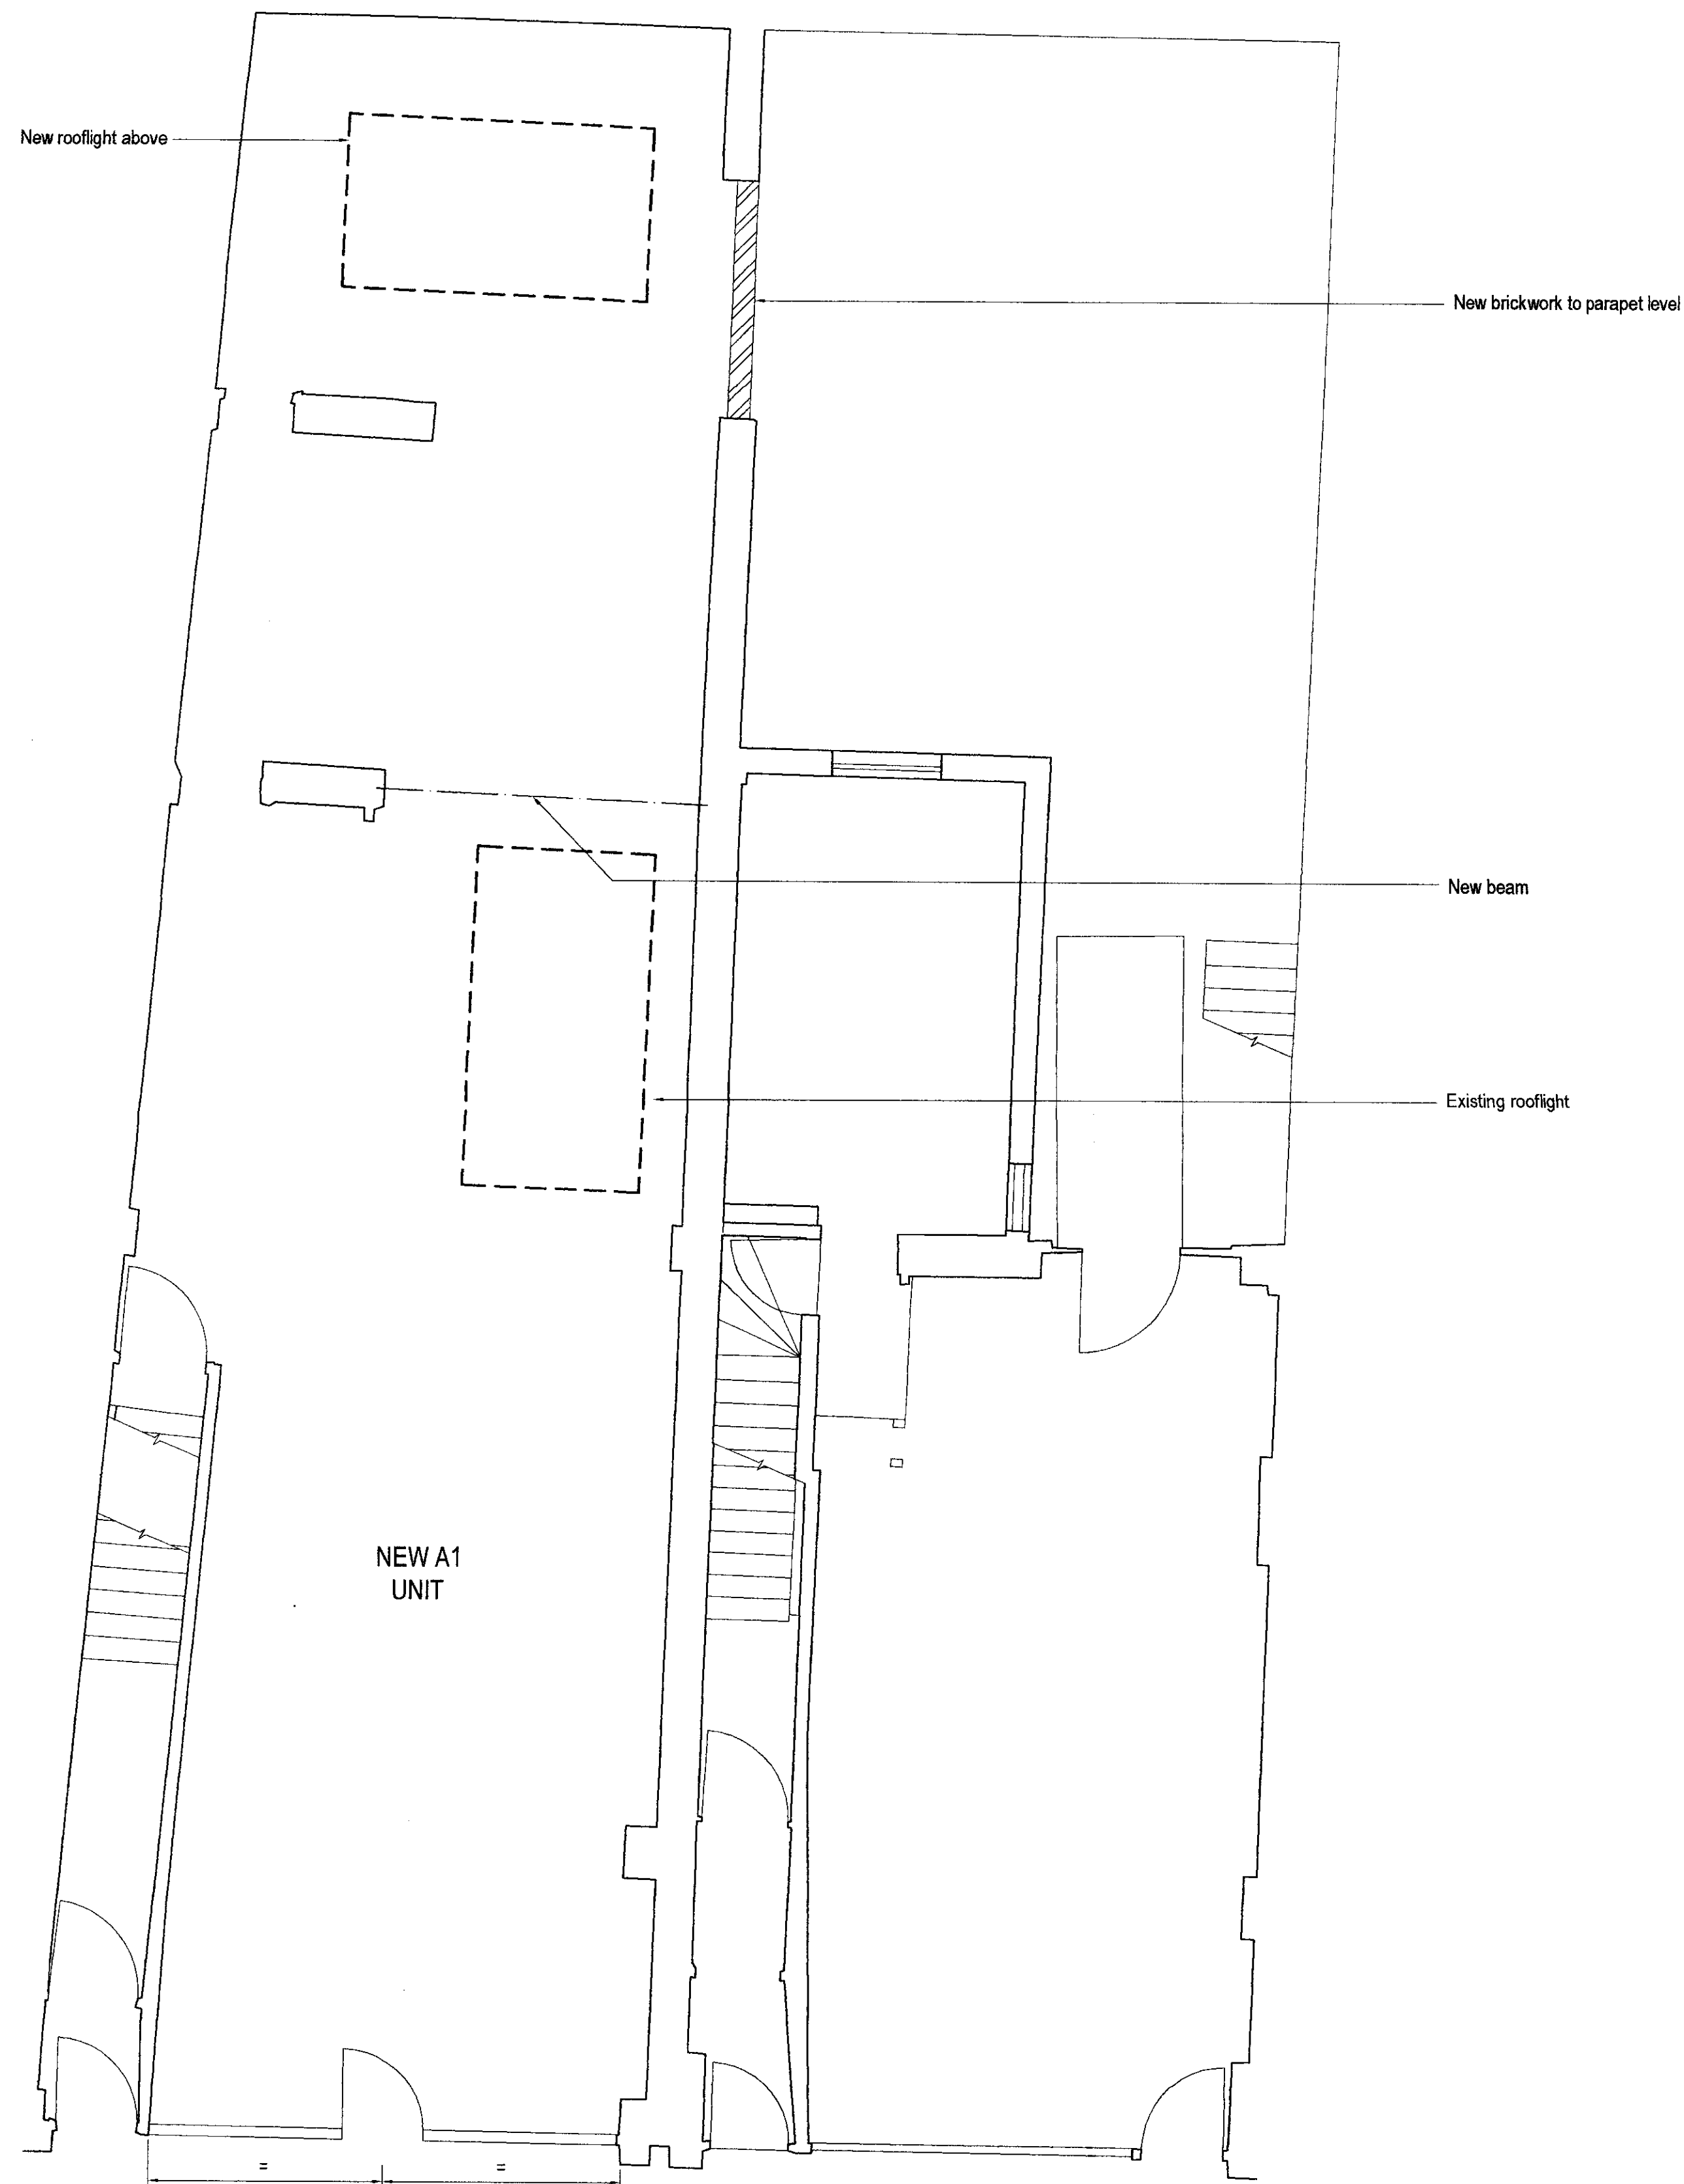 New rooflight above
New brickwork to parapet level
New beam
Existing rooflight
NEW A1
UNIT
= =